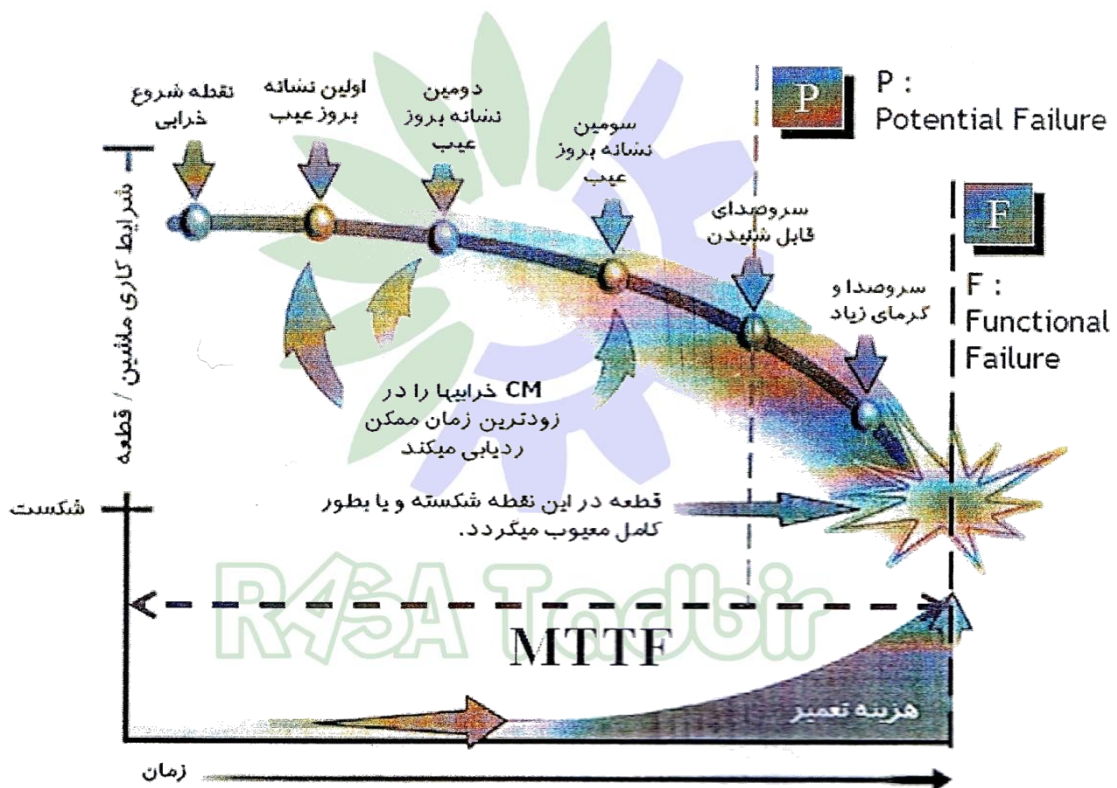 نقطه شروع
خرابی
اولین نشانه
بروز عیب
دومین
نشانه بروز
عیب
سومین
نشانه بروز
عیب
سروصدای
قابل شنیدن
سروصدا و
گرمای زیاد
P
P :
Potential Failure
F
F :
Functional
Failure
شرایط کاری ماشین / قطعه
CM خرابیها را در
زودترین زمان ممکن
ردیابی میکند
شکست
قطعه در این نقطه شکسته و یا بطور
کامل معیوب میگردد.
RASA Tadbir
MTTF
هزینه تعمیر
زمان